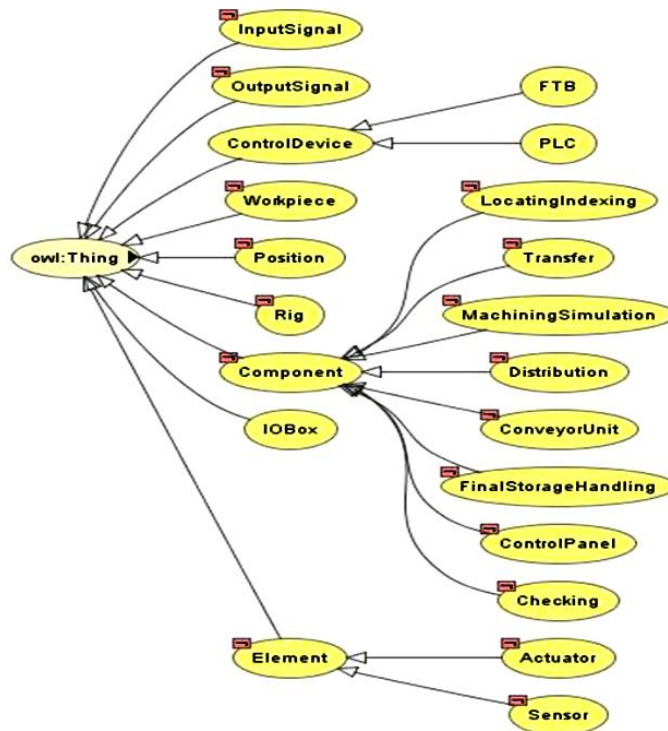 InputSignal
OutputSignal
FTB
ControlDevice
PLC
Workpiece
LocatingIndexing
owl:Thing
Position
Transfer
Rig
MachiningSimulation
Component
Distribution
IOBox
ConveyorUnit
FinalStorageHandling
ControlPanel
Checking
Element
Actuator
Sensor